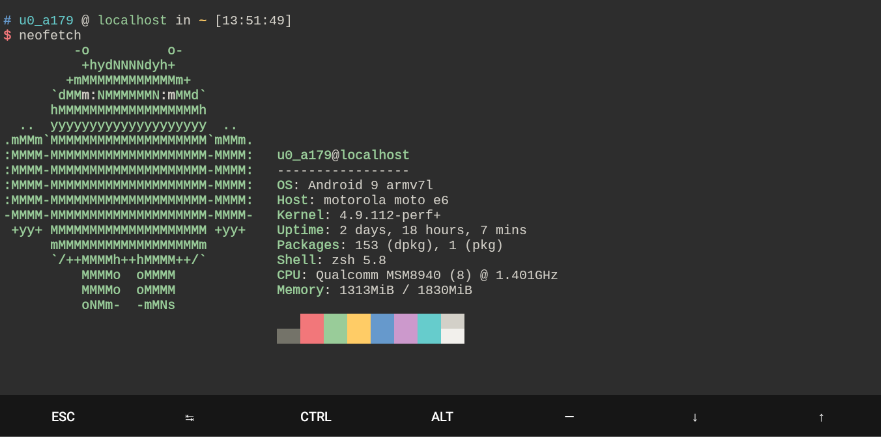 # u0_a179 @ localhost in ~ [13:51:49]
$ neofetch
         -o          o-
          +hydNNNNdyh+
        +mMMMMMMMMMMMMm+
      `dMMm:NMMMMMMN:mMMd`
      hMMMMMMMMMMMMMMMMMMh
  ..  yyyyyyyyyyyyyyyyyyyy  ..
.mMMm`MMMMMMMMMMMMMMMMMMMM`mMMm.
:MMMM-MMMMMMMMMMMMMMMMMMMM-MMMM:   u0_a179@localhost
:MMMM-MMMMMMMMMMMMMMMMMMMM-MMMM:   -----------------
:MMMM-MMMMMMMMMMMMMMMMMMMM-MMMM:   OS: Android 9 armv7l
:MMMM-MMMMMMMMMMMMMMMMMMMM-MMMM:   Host: motorola moto e6
-MMMM-MMMMMMMMMMMMMMMMMMMM-MMMM-   Kernel: 4.9.112-perf+
 +yy+ MMMMMMMMMMMMMMMMMMMM +yy+    Uptime: 2 days, 18 hours, 7 mins
      mMMMMMMMMMMMMMMMMMMm         Packages: 153 (dpkg), 1 (pkg)
      `/++MMMMh++hMMMM++/`         Shell: zsh 5.8
          MMMMo  oMMMM             CPU: Qualcomm MSM8940 (8) @ 1.401GHz
          MMMMo  oMMMM             Memory: 1313MiB / 1830MiB
          oNMm-  -mMNs
ESC ⇆ CTRL ALT ― ↓ ↑